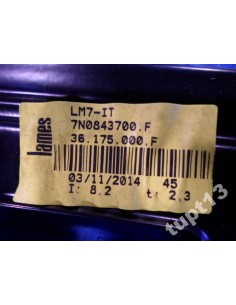 lames
LM7-IT
7N0843700.F
36.175.000.F
03/11/2014 45
I: 8.2 t: 2.3
tupt13